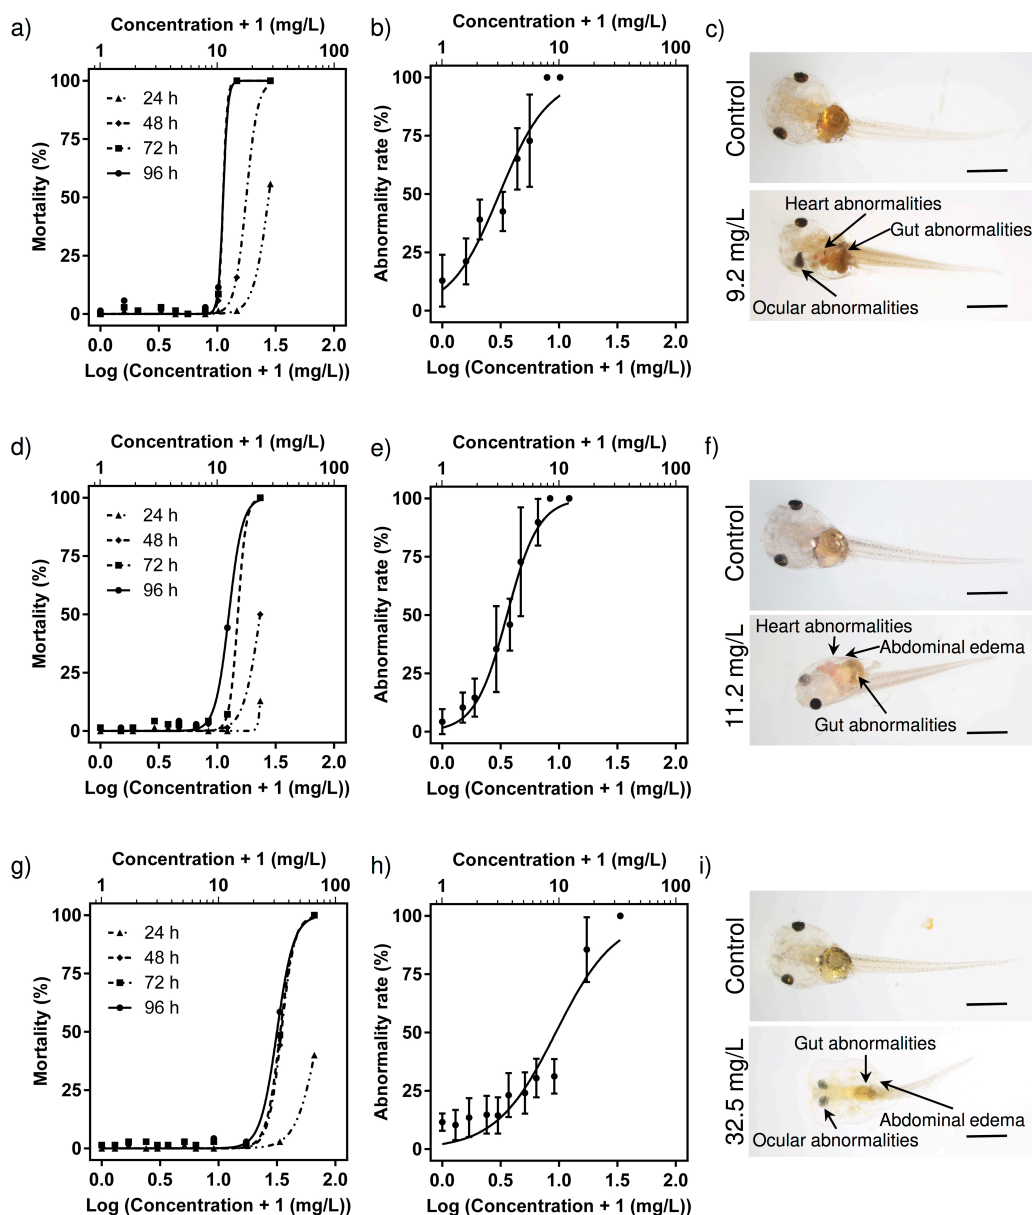 a)
Concentration + 1 (mg/L)
1 10 100
Mortality (%)
100
75
50
25
0
24 h
48 h
72 h
96 h
0.0 0.5 1.0 1.5 2.0
Log (Concentration + 1 (mg/L))
b)
Concentration + 1 (mg/L)
1 10 100
Abnormality rate (%)
100
75
50
25
0
0.0 0.5 1.0 1.5 2.0
Log (Concentration + 1 (mg/L))
c)
Control
9.2 mg/L
Heart abnormalities
Gut abnormalities
Ocular abnormalities
d)
Concentration + 1 (mg/L)
1 10 100
Mortality (%)
100
75
50
25
0
24 h
48 h
72 h
96 h
0.0 0.5 1.0 1.5 2.0
Log (Concentration + 1 (mg/L))
e)
Concentration + 1 (mg/L)
1 10 100
Abnormality rate (%)
100
75
50
25
0
0.0 0.5 1.0 1.5 2.0
Log (Concentration + 1 (mg/L))
f)
Control
11.2 mg/L
Heart abnormalities
Abdominal edema
Gut abnormalities
g)
Concentration + 1 (mg/L)
1 10 100
Mortality (%)
100
75
50
25
0
24 h
48 h
72 h
96 h
0.0 0.5 1.0 1.5 2.0
Log (Concentration + 1 (mg/L))
h)
Concentration + 1 (mg/L)
1 10 100
Abnormality rate (%)
100
75
50
25
0
0.0 0.5 1.0 1.5 2.0
Log (Concentration + 1 (mg/L))
i)
Control
32.5 mg/L
Gut abnormalities
Abdominal edema
Ocular abnormalities